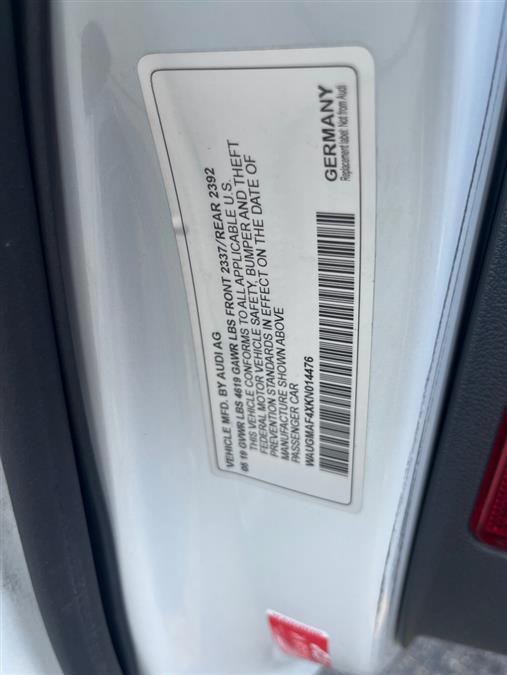 VEHICLE MFD. BY AUDI AG
06 19 GVWR LBS 4619 GAWR LBS FRONT 2337/REAR 2392
THIS VEHICLE CONFORMS TO ALL APPLICABLE U.S.
FEDERAL MOTOR VEHICLE SAFETY, BUMPER AND THEFT
PREVENTION STANDARDS IN EFFECT ON THE DATE OF
MANUFACTURE SHOWN ABOVE
PASSENGER CAR
WAUGMAF4XKN014476
GERMANY
Replacement label: Not from Audi